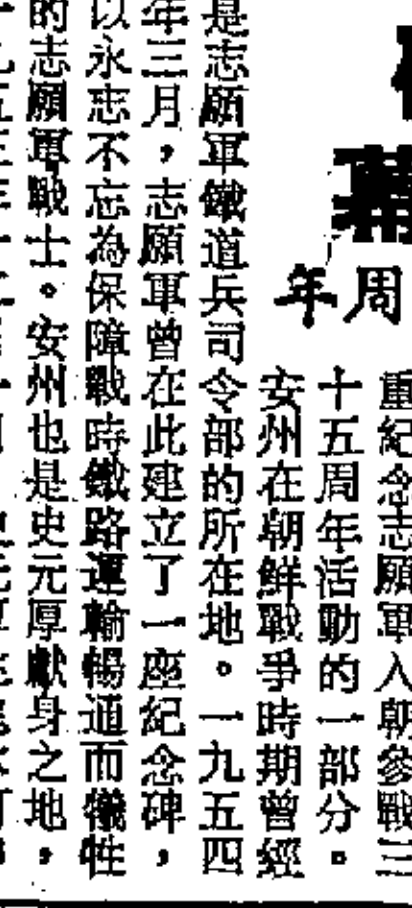 幕
周年
重紀念志願軍入朝參戰三
十五周年活動的一部分。
安州在朝鮮戰爭時期曾經
是志願軍鐵道兵司令部的所在地。一九五四
年三月，志願軍曾在此建立了一座紀念碑，
以永志不忘為保障戰時鐵路運輸暢通而犧牲
的志願軍戰士。安州也是史元厚獻身之地，